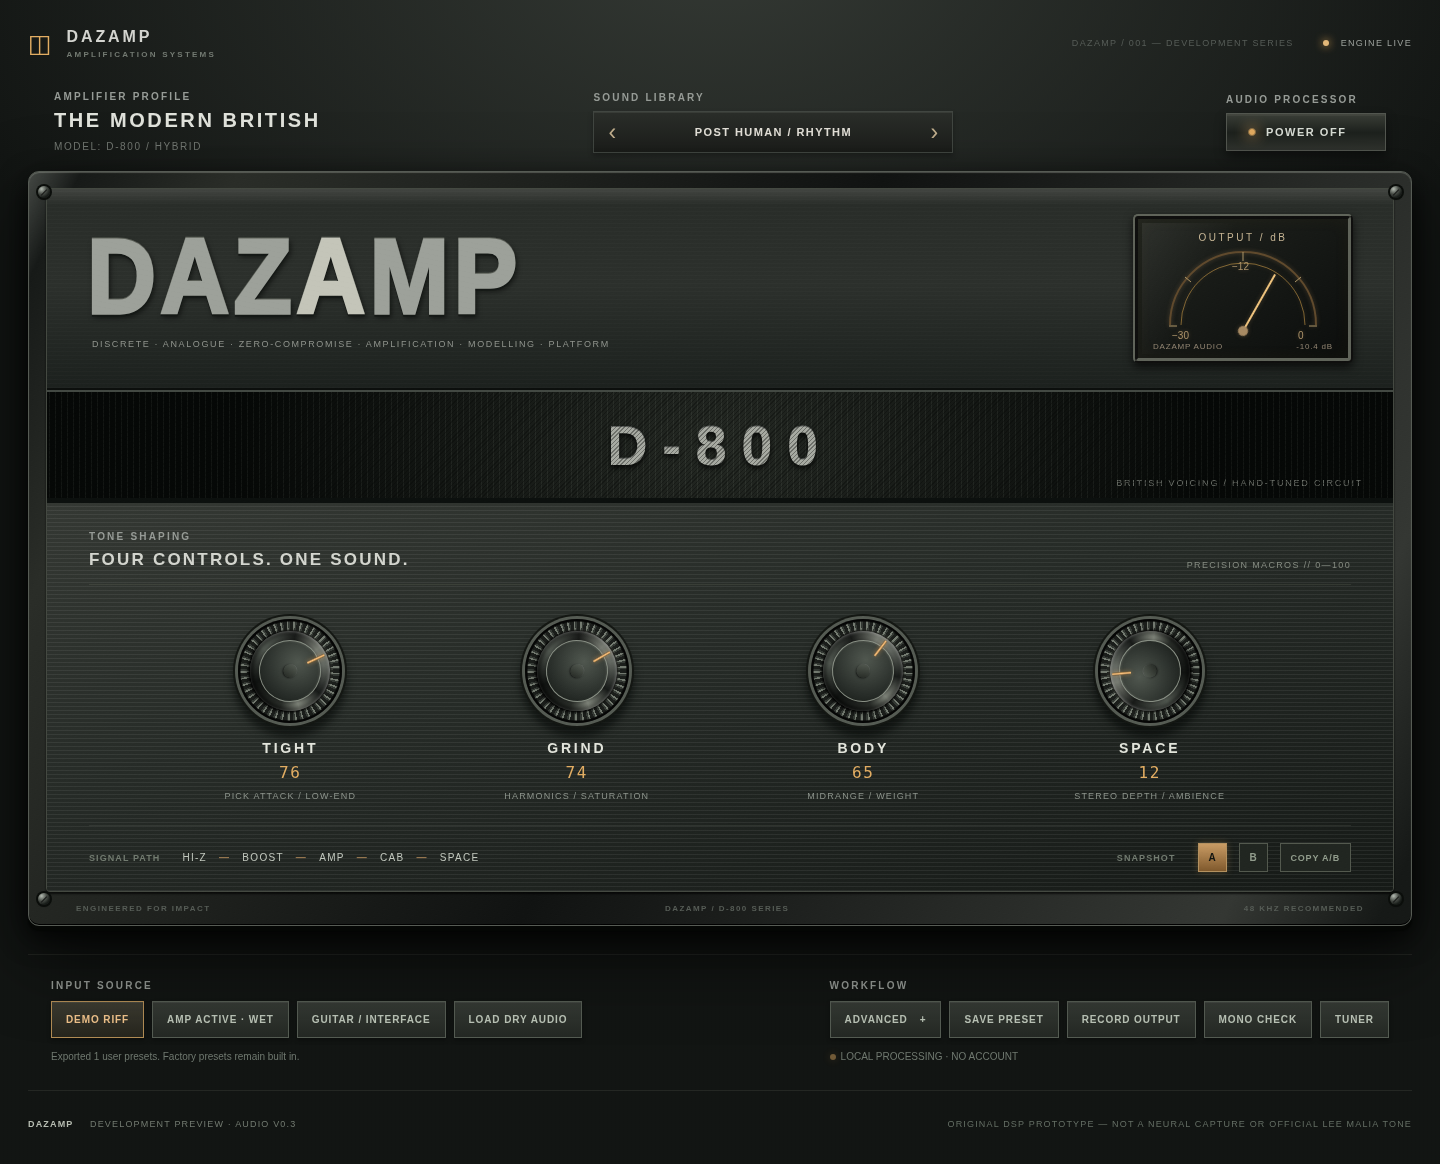 DAZAMP
AMPLIFICATION SYSTEMS
DAZAMP / 001 — DEVELOPMENT SERIES
ENGINE LIVE
AMPLIFIER PROFILE
THE MODERN BRITISH
MODEL: D-800 / HYBRID
SOUND LIBRARY
‹ POST HUMAN / RHYTHM ›
AUDIO PROCESSOR
POWER OFF
DAZAMP
DISCRETE · ANALOGUE · ZERO-COMPROMISE · AMPLIFICATION · MODELLING · PLATFORM
OUTPUT / dB
−12
−30 0
DAZAMP AUDIO -10.4 dB
D-800
BRITISH VOICING / HAND-TUNED CIRCUIT
TONE SHAPING
FOUR CONTROLS. ONE SOUND.
PRECISION MACROS // 0—100
TIGHT
76
PICK ATTACK / LOW-END
GRIND
74
HARMONICS / SATURATION
BODY
65
MIDRANGE / WEIGHT
SPACE
12
STEREO DEPTH / AMBIENCE
SIGNAL PATH HI-Z — BOOST — AMP — CAB — SPACE
SNAPSHOT A B COPY A/B
ENGINEERED FOR IMPACT
DAZAMP / D-800 SERIES
48 KHZ RECOMMENDED
INPUT SOURCE
DEMO RIFF AMP ACTIVE · WET GUITAR / INTERFACE LOAD DRY AUDIO
Exported 1 user presets. Factory presets remain built in.
WORKFLOW
ADVANCED + SAVE PRESET RECORD OUTPUT MONO CHECK TUNER
LOCAL PROCESSING · NO ACCOUNT
DAZAMP DEVELOPMENT PREVIEW · AUDIO V0.3
ORIGINAL DSP PROTOTYPE — NOT A NEURAL CAPTURE OR OFFICIAL LEE MALIA TONE